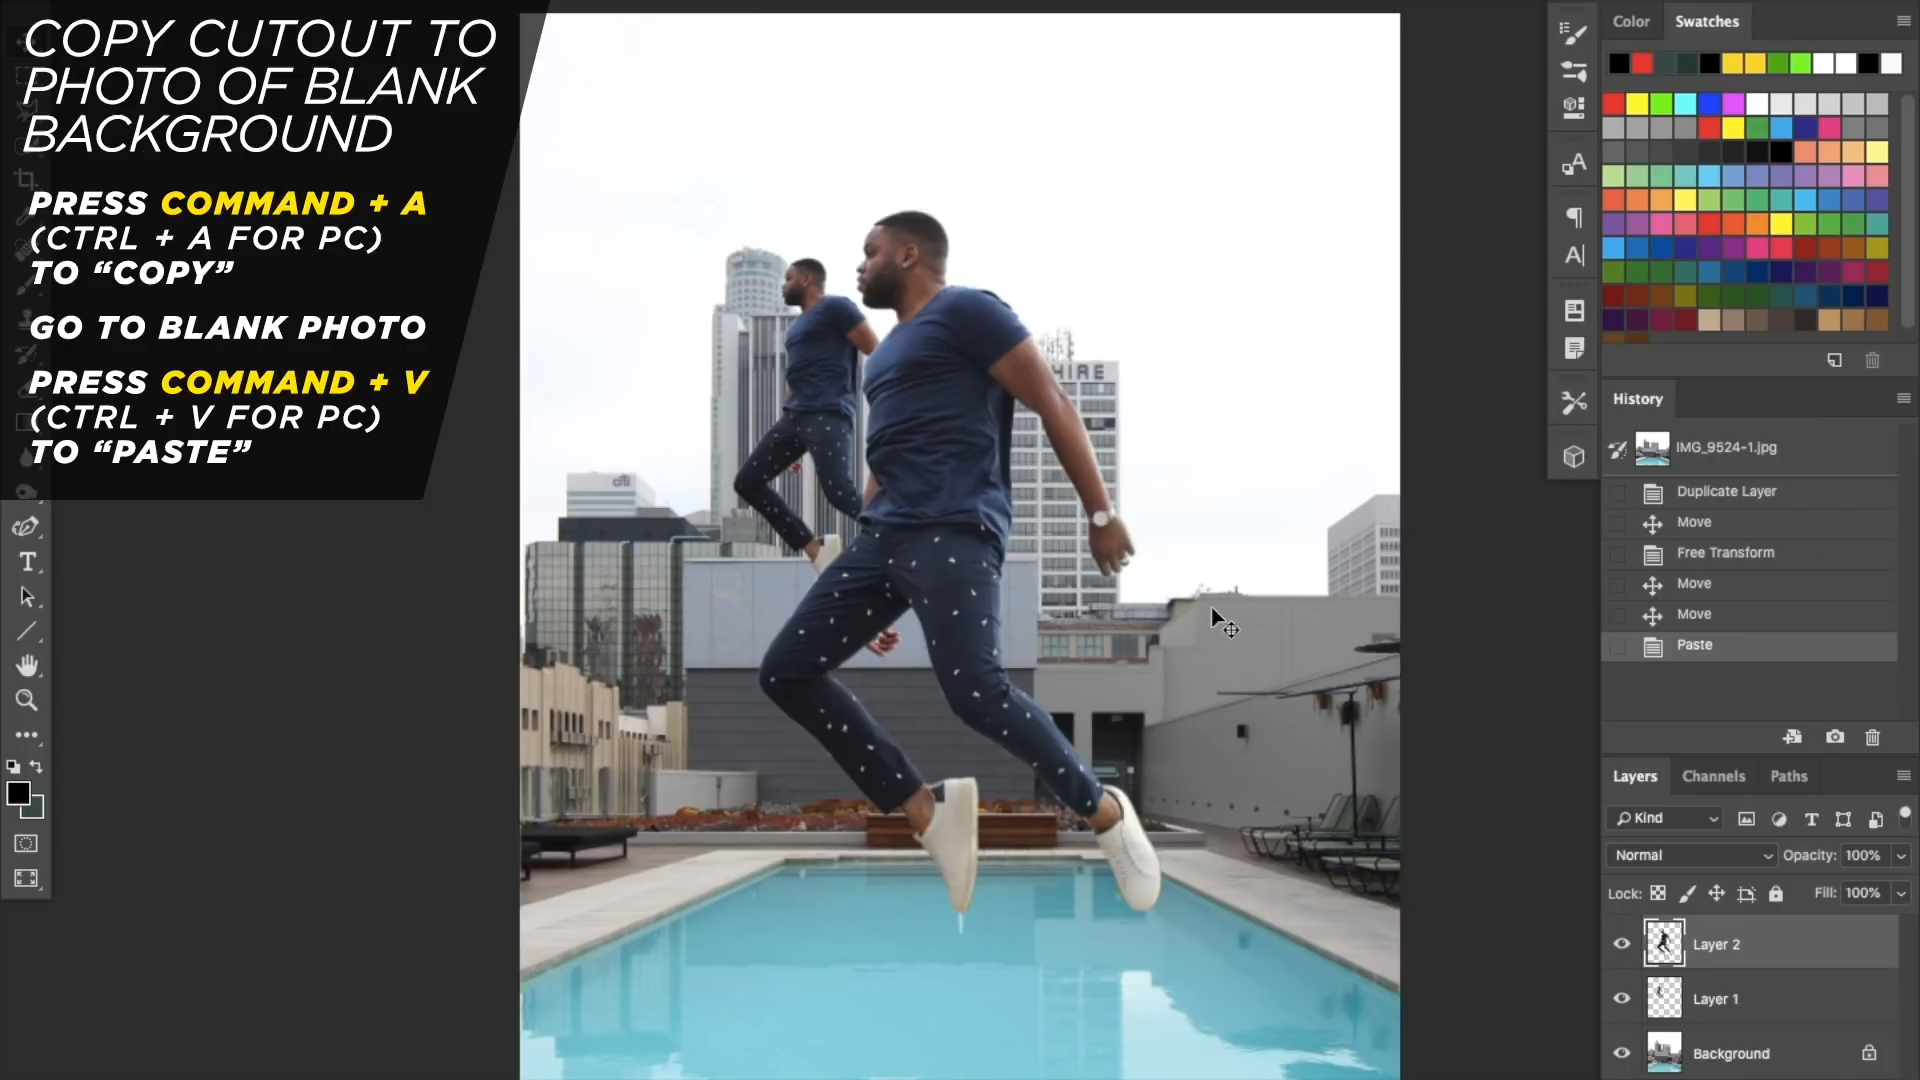 COPY CUTOUT TO
PHOTO OF BLANK
BACKGROUND
PRESS COMMAND + A
(CTRL + A FOR PC)
TO “COPY”
GO TO BLANK PHOTO
PRESS COMMAND + V
(CTRL + V FOR PC)
TO “PASTE”
citi
HIRE
Color Swatches
History
IMG_9524-1.jpg
Duplicate Layer
Move
Free Transform
Move
Move
Paste
Layers Channels Paths
Kind
Normal Opacity: 100%
Lock: Fill: 100%
Layer 2
Layer 1
Background